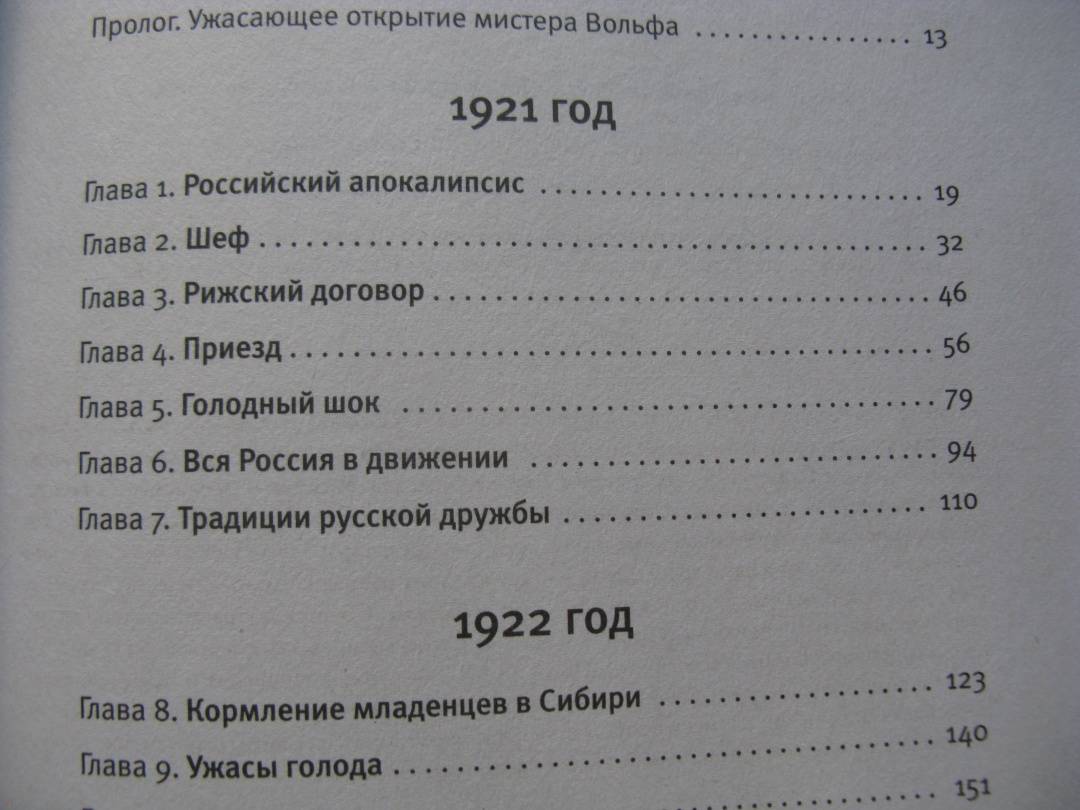 Пролог. Ужасающее открытие мистера Вольфа .......................... 13
1921 год
Глава 1. Российский апокалипсис .......................... 19
Глава 2. Шеф .......................... 32
Глава 3. Рижский договор .......................... 46
Глава 4. Приезд .......................... 56
Глава 5. Голодный шок .......................... 79
Глава 6. Вся Россия в движении .......................... 94
Глава 7. Традиции русской дружбы .......................... 110
1922 год
Глава 8. Кормление младенцев в Сибири .......................... 123
Глава 9. Ужасы голода .......................... 140
151